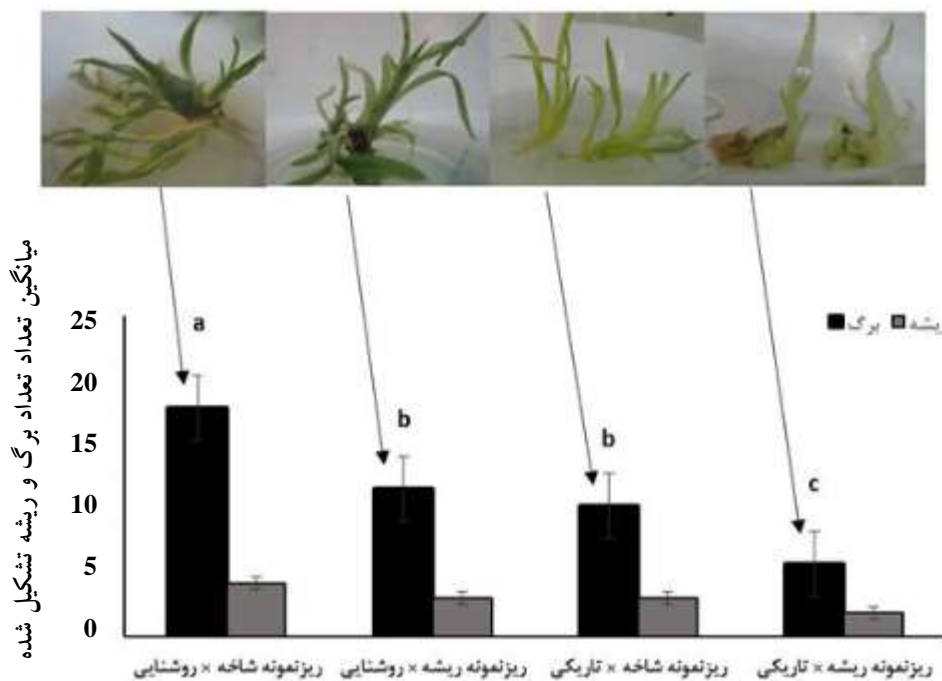 میانگین تعداد تعداد برگ و ریشه تشکیل شده
25
20
15
10
5
0
a
b
b
c
برگ
ریشه
ریزنمونه شاخه × روشنایی
ریزنمونه ریشه × روشنایی
ریزنمونه شاخه × تاریکی
ریزنمونه ریشه × تاریکی